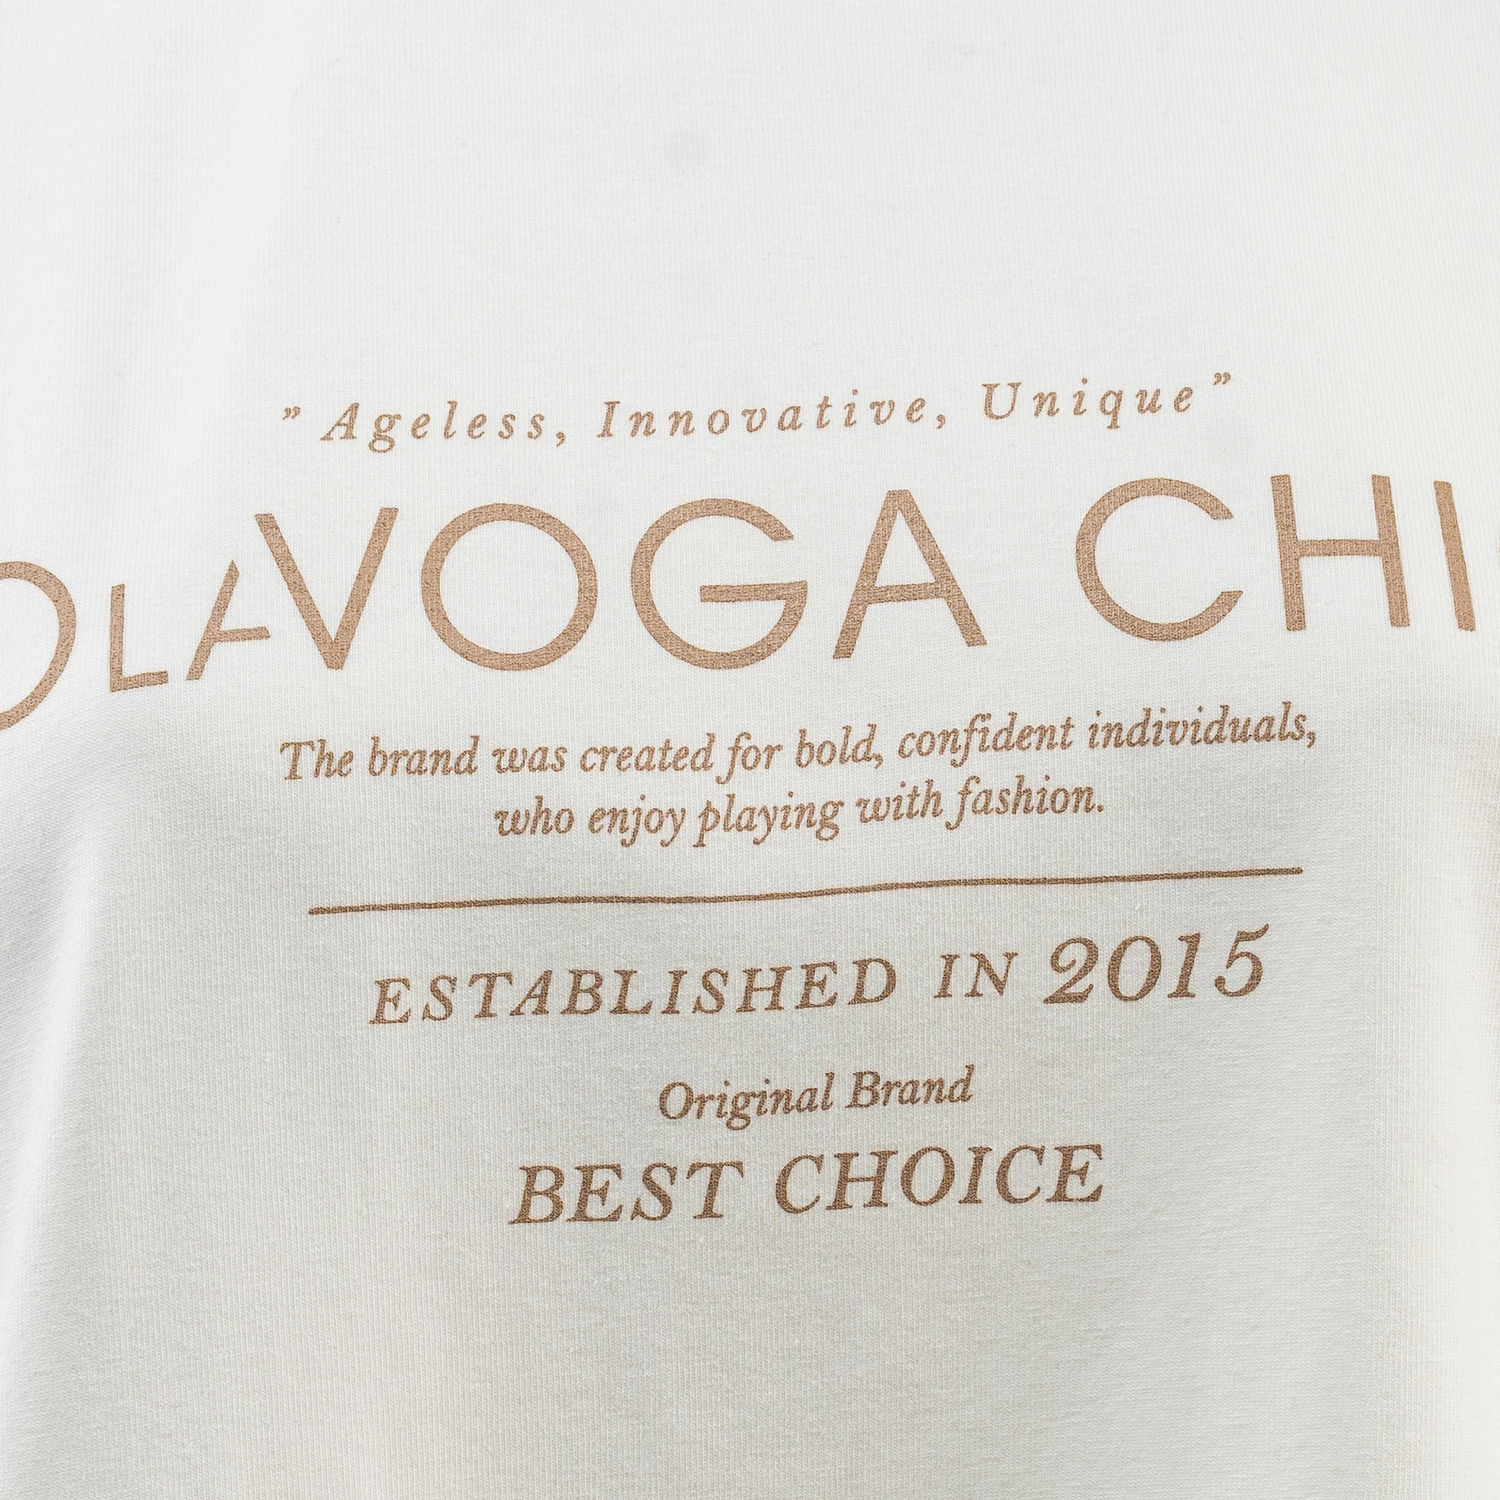 ”Ageless, Innovative, Unique”
OLAVOGA CHI
The brand was created for bold, confident individuals,
who enjoy playing with fashion.
ESTABLISHED IN 2015
Original Brand
BEST CHOICE